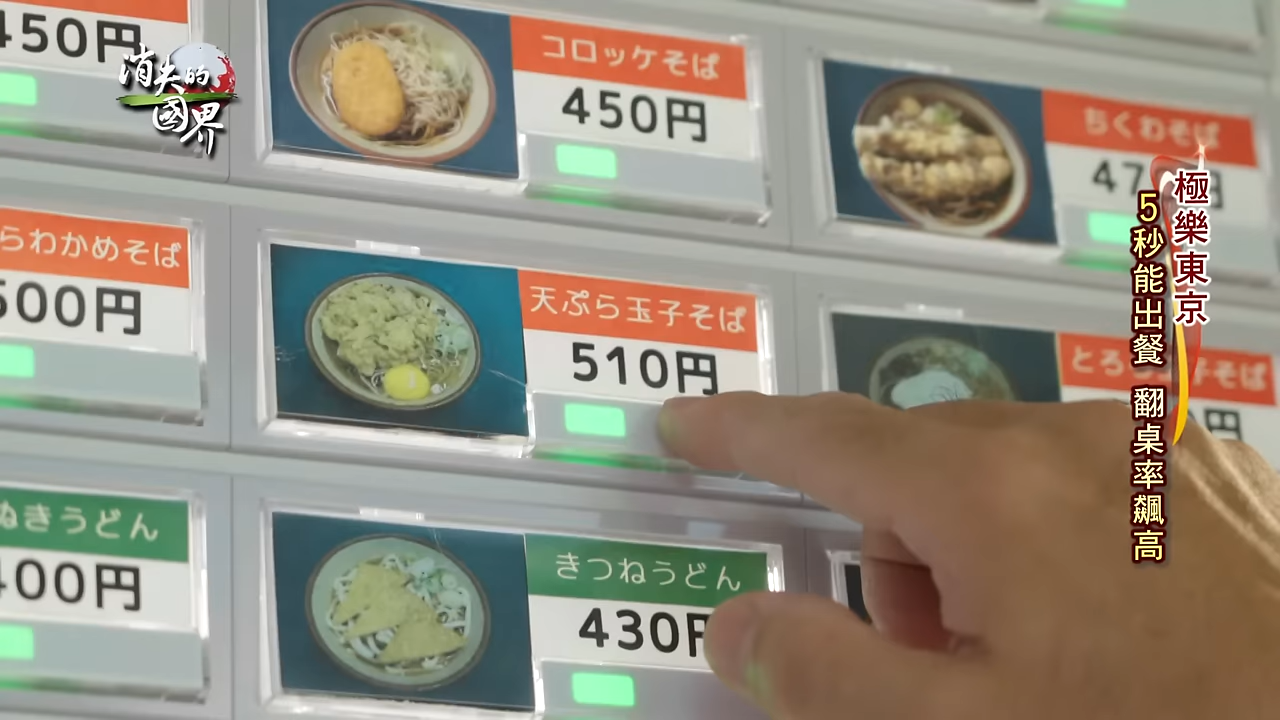 450円
消失的
國界
コロッケそば
450円
ちくわそば
極樂東京
5秒能出餐 翻桌率飆高
らわかめそば
500円
天ぷら玉子そば
510円
ぬきうどん
400円
きつねうどん
430円